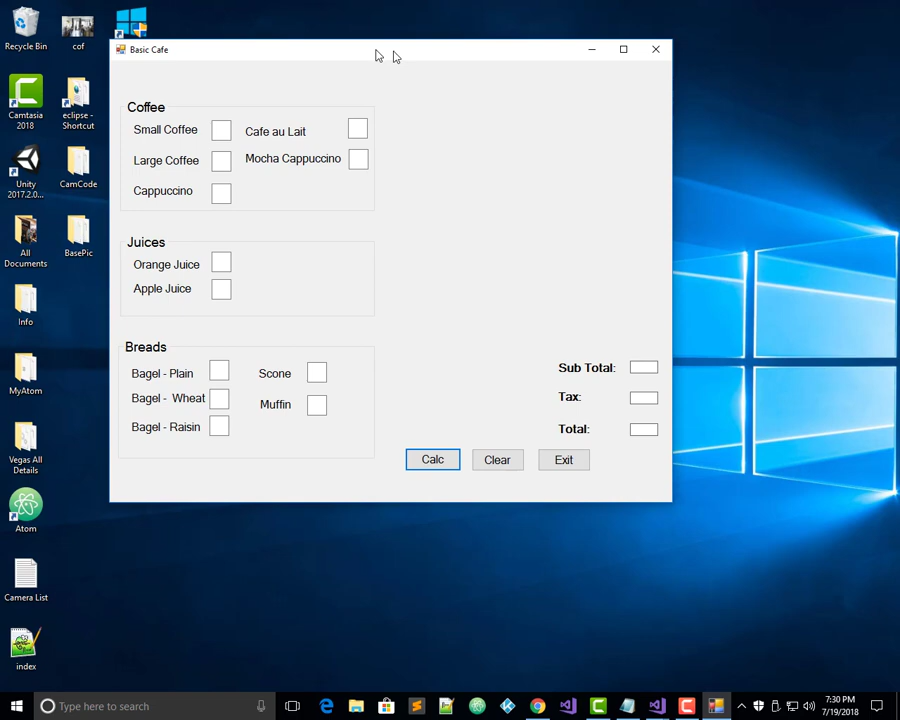 Recycle Bin
cof
Camtasia
2018
eclipse -
Shortcut
Unity
2017.2.0...
CamCode
All
Documents
BasePic
Info
MyAtom
Vegas All
Details
Atom
Camera List
index
Basic Cafe
Coffee
Small Coffee
Cafe au Lait
Large Coffee
Mocha Cappuccino
Cappuccino
Juices
Orange Juice
Apple Juice
Breads
Bagel - Plain
Scone
Bagel - Wheat
Muffin
Bagel - Raisin
Sub Total:
Tax:
Total:
Calc
Clear
Exit
Type here to search
7:30 PM
7/19/2018